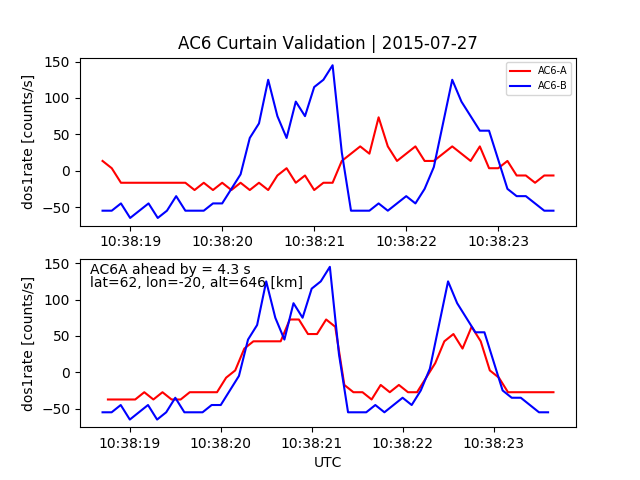 AC6 Curtain Validation | 2015-07-27
dos1rate [counts/s]
150
100
50
0
−50
AC6-A
AC6-B
10:38:19 10:38:20 10:38:21 10:38:22 10:38:23
dos1rate [counts/s]
150
100
50
0
−50
AC6A ahead by = 4.3 s
lat=62, lon=-20, alt=646 [km]
10:38:19 10:38:20 10:38:21 10:38:22 10:38:23
UTC